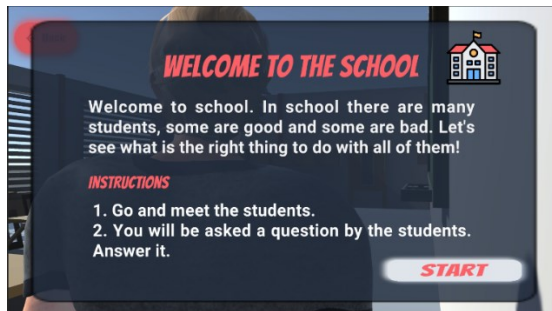 WELCOME TO THE SCHOOL
Welcome to school. In school there are many
students, some are good and some are bad. Let's
see what is the right thing to do with all of them!
INSTRUCTIONS
1. Go and meet the students.
2. You will be asked a question by the students.
Answer it.
START